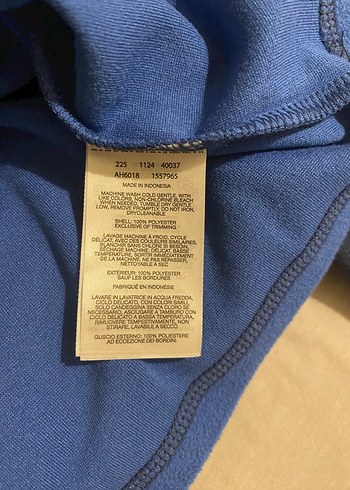 225 1124 40037
AH6018 1557965
MADE IN INDONESIA
MACHINE WASH COLD GENTLE, WITH
LIKE COLORS, NON-CHLORINE BLEACH
WHEN NEEDED, TUMBLE DRY GENTLE
LOW, REMOVE PROMPTLY, DO NOT IRON,
DRYCLEANABLE
SHELL: 100% POLYESTER
EXCLUSIVE OF TRIMMING
LAVAGE MACHINE À FROID, CYCLE
DÉLICAT, AVEC DES COULEURS SIMILAIRES,
BLANCHIR SANS CHLORE SI BESOIN,
SÉCHAGE MACHINE, DÉLICAT, BASSE
TEMPÉRATURE, SORTIR IMMÉDIATEMENT
DE LA MACHINE, NE PAS REPASSER,
NETTOYABLE À SEC
EXTÉRIEUR: 100% POLYESTER
SAUF LES BORDURES
FABRIQUÉ EN INDONÉSIE
LAVARE IN LAVATRICE IN ACQUA FREDDA,
CICLO DELICATO, CON COLORI SIMILI,
SOLO CANDEGGINA SENZA CLORO SE
NECESSARIO, ASCIUGARE A TAMBURO CON
CICLO DELICATO A BASSA TEMPERATURA,
RIMUOVERE TEMPESTIVAMENTE, NON
STIRARE, LAVABILE A SECCO
GUSCIO ESTERNO: 100% POLIESTERE
AD ECCEZIONE DEI BORDINI